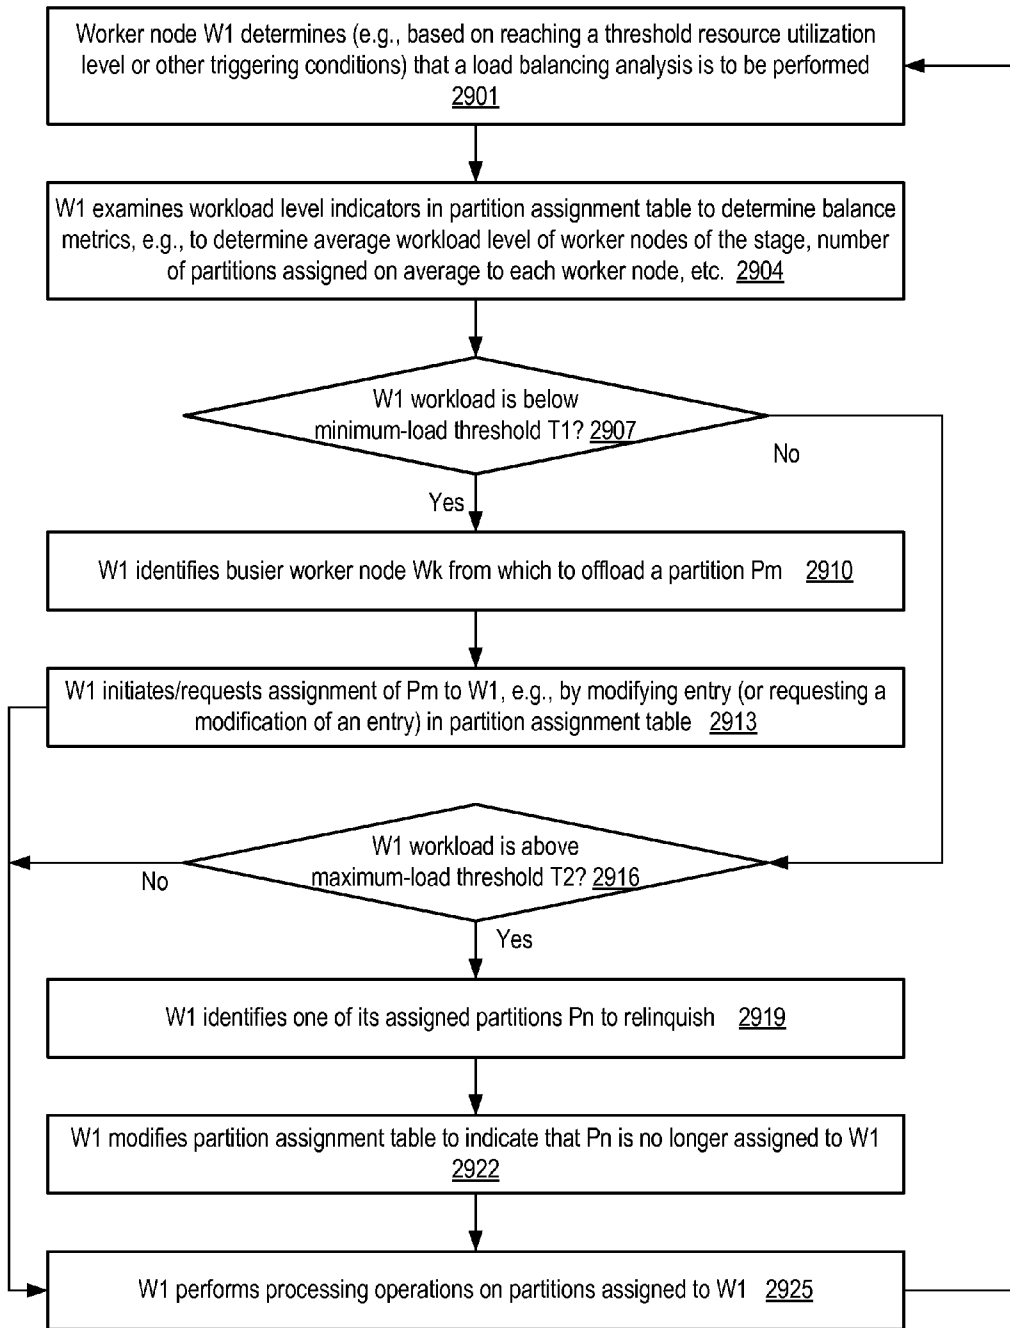 Worker node W1 determines (e.g., based on reaching a threshold resource utilization
level or other triggering conditions) that a load balancing analysis is to be performed
2901
W1 examines workload level indicators in partition assignment table to determine balance
metrics, e.g., to determine average workload level of worker nodes of the stage, number
of partitions assigned on average to each worker node, etc. 2904
W1 workload is below
minimum-load threshold T1? 2907
No
Yes
W1 identifies busier worker node Wk from which to offload a partition Pm 2910
W1 initiates/requests assignment of Pm to W1, e.g., by modifying entry (or requesting a
modification of an entry) in partition assignment table 2913
W1 workload is above
maximum-load threshold T2? 2916
No
Yes
W1 identifies one of its assigned partitions Pn to relinquish 2919
W1 modifies partition assignment table to indicate that Pn is no longer assigned to W1
2922
W1 performs processing operations on partitions assigned to W1 2925